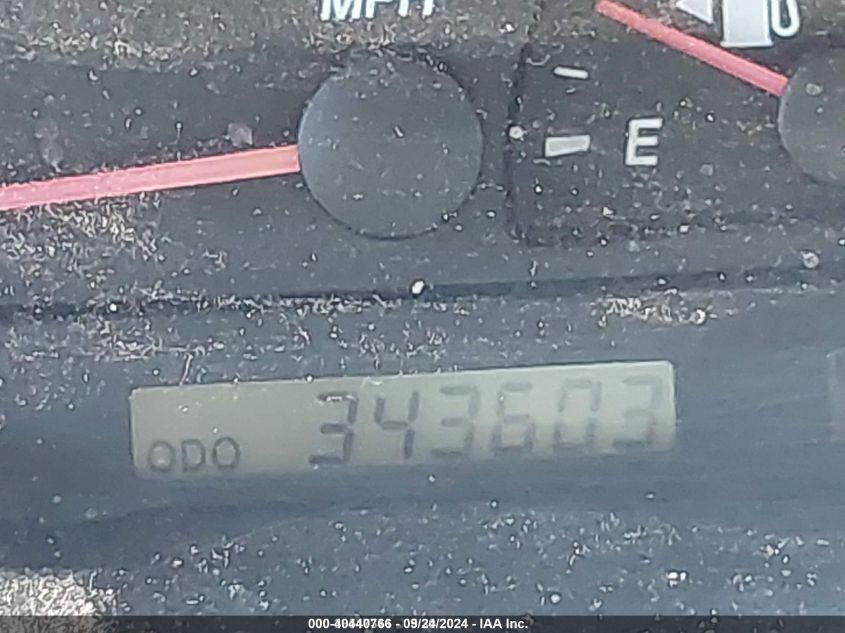 MPH
E
ODO 343603
000-40440766 - 09/24/2024 - IAA Inc.